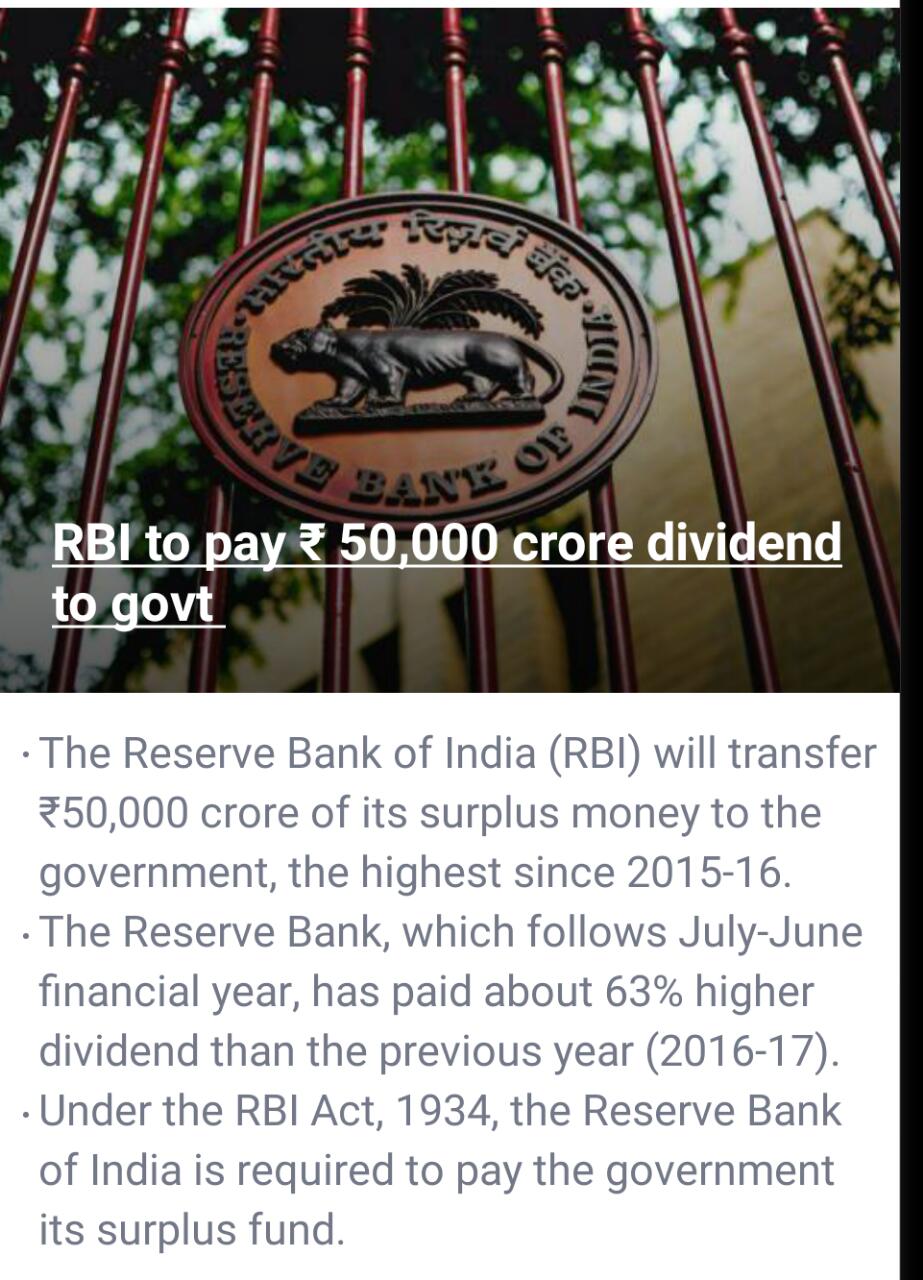 भारतीय रिज़र्व बैंक
RESERVE BANK OF INDIA
RBI to pay ₹ 50,000 crore dividend
to govt
· The Reserve Bank of India (RBI) will transfer
₹50,000 crore of its surplus money to the
government, the highest since 2015-16.
· The Reserve Bank, which follows July-June
financial year, has paid about 63% higher
dividend than the previous year (2016-17).
· Under the RBI Act, 1934, the Reserve Bank
of India is required to pay the government
its surplus fund.